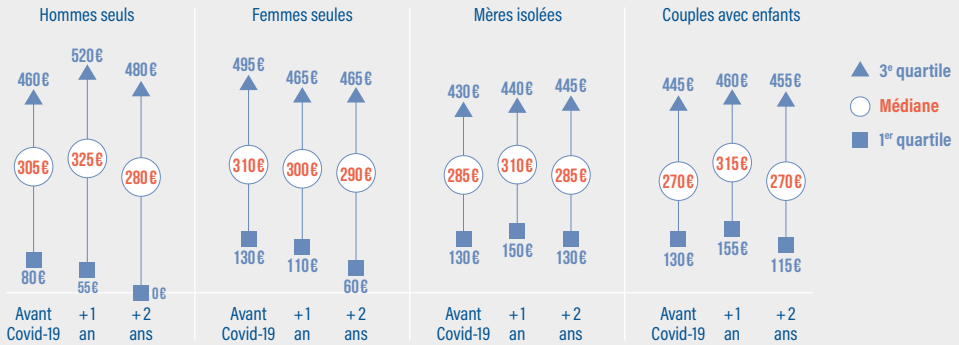 Hommes seuls
460€
520€
480€
305€
325€
280€
80€
55€
0€
Avant
Covid-19
+1
an
+2
ans
Femmes seules
495€
465€
465€
310€
300€
290€
130€
110€
60€
Avant
Covid-19
+1
an
+2
ans
Mères isolées
430€
440€
445€
285€
310€
285€
130€
150€
130€
Avant
Covid-19
+1
an
+2
ans
Couples avec enfants
445€
460€
455€
270€
315€
270€
130€
155€
115€
Avant
Covid-19
+1
an
+2
ans
3e quartile
Médiane
1er quartile